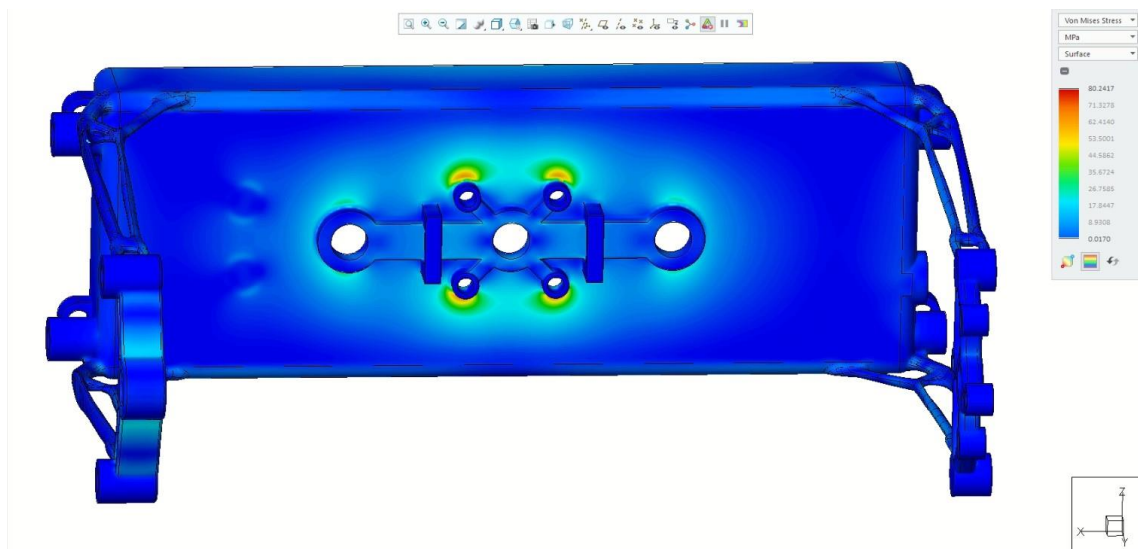 Von Mises Stress
MPa
Surface
80.2417
71.3278
62.4140
53.5001
44.5862
35.6724
26.7585
17.8447
8.9308
0.0170
Z
X
Y